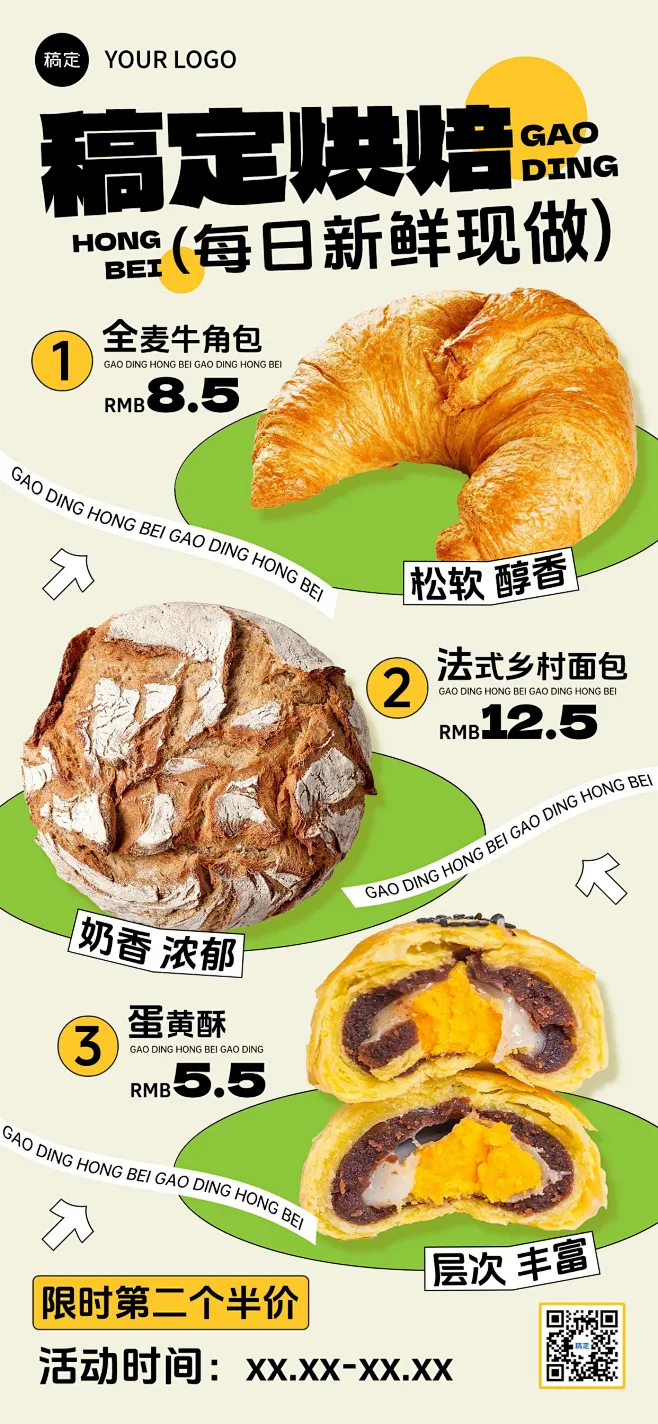 稿定 YOUR LOGO
稿定烘焙
GAO
DING
HONG
BEI
(每日新鲜现做)
1
全麦牛角包
GAO DING HONG BEI GAO DING HONG BEI
RMB8.5
GAO DING HONG BEI GAO DING HONG BEI
松软 醇香
2
法式乡村面包
GAO DING HONG BEI GAO DING HONG BEI
RMB12.5
GAO DING HONG BEI GAO DING HONG BEI
奶香 浓郁
3
蛋黄酥
GAO DING HONG BEI GAO DING
RMB5.5
GAO DING HONG BEI GAO DING HONG BEI
层次 丰富
限时第二个半价
活动时间：xx.xx-xx.xx
稿定